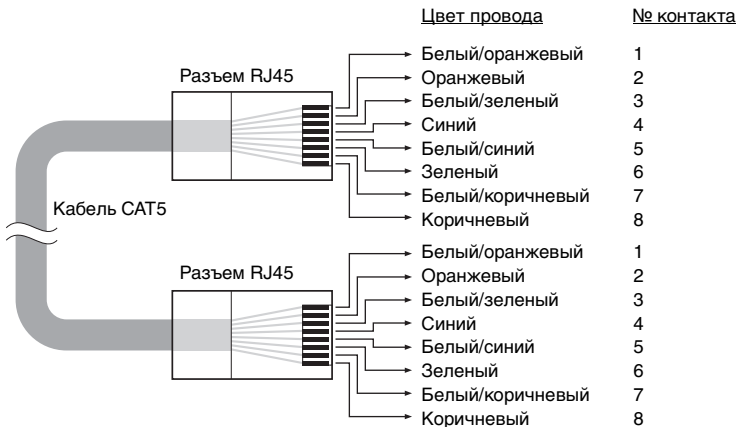 Цвет провода № контакта
Белый/оранжевый 1
Разъем RJ45 Оранжевый 2
Белый/зеленый 3
Синий 4
Белый/синий 5
Зеленый 6
Белый/коричневый 7
Кабель CAT5
Коричневый 8
Белый/оранжевый 1
Разъем RJ45 Оранжевый 2
Белый/зеленый 3
Синий 4
Белый/синий 5
Зеленый 6
Белый/коричневый 7
Коричневый 8